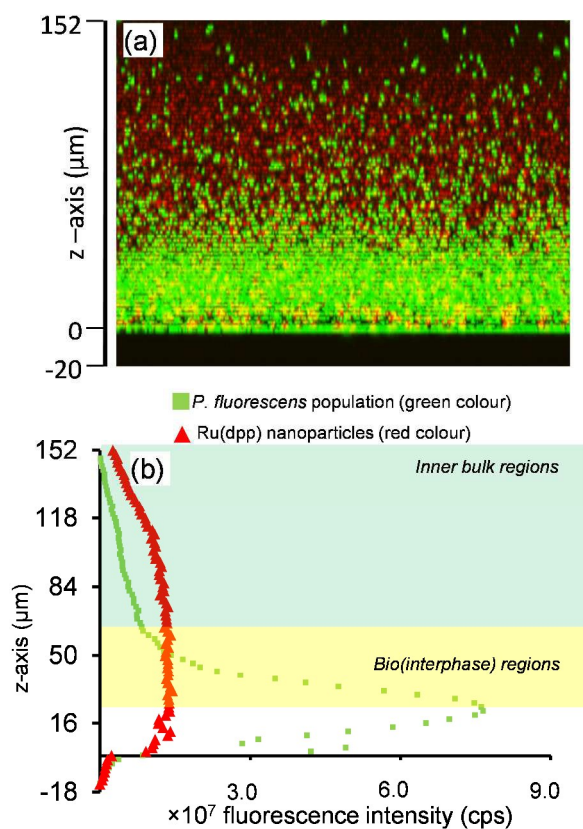 152
(a)
z –axis (µm)
0
-20
P. fluorescens population (green colour)
Ru(dpp) nanoparticles (red colour)
152
(b)
Inner bulk regions
118
84
z-axis (µm)
50
Bio(interphase) regions
16
-18
3.0 6.0 9.0
×10⁷ fluorescence intensity (cps)